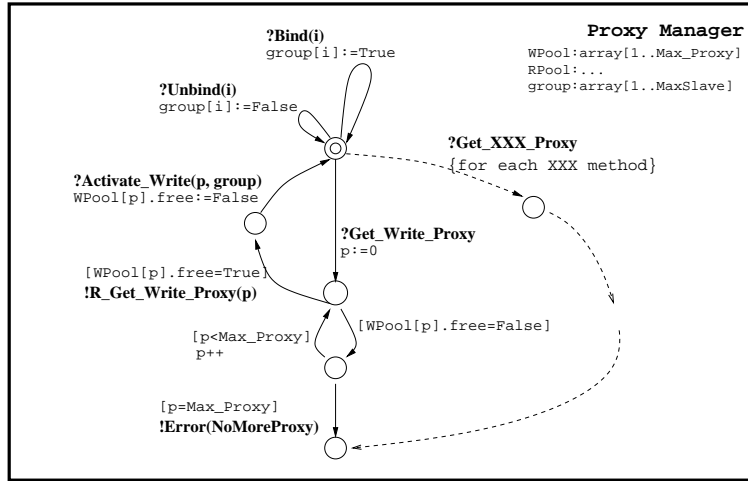 Proxy Manager
WPool:array[1..Max_Proxy]
RPool:...
group:array[1..MaxSlave]
?Bind(i)
group[i]:=True
?Unbind(i)
group[i]:=False
?Get_XXX_Proxy
{for each XXX method}
?Activate_Write(p, group)
WPool[p].free:=False
?Get_Write_Proxy
p:=0
[WPool[p].free=True]
!R_Get_Write_Proxy(p)
[p<Max_Proxy]
p++
[WPool[p].free=False]
[p=Max_Proxy]
!Error(NoMoreProxy)